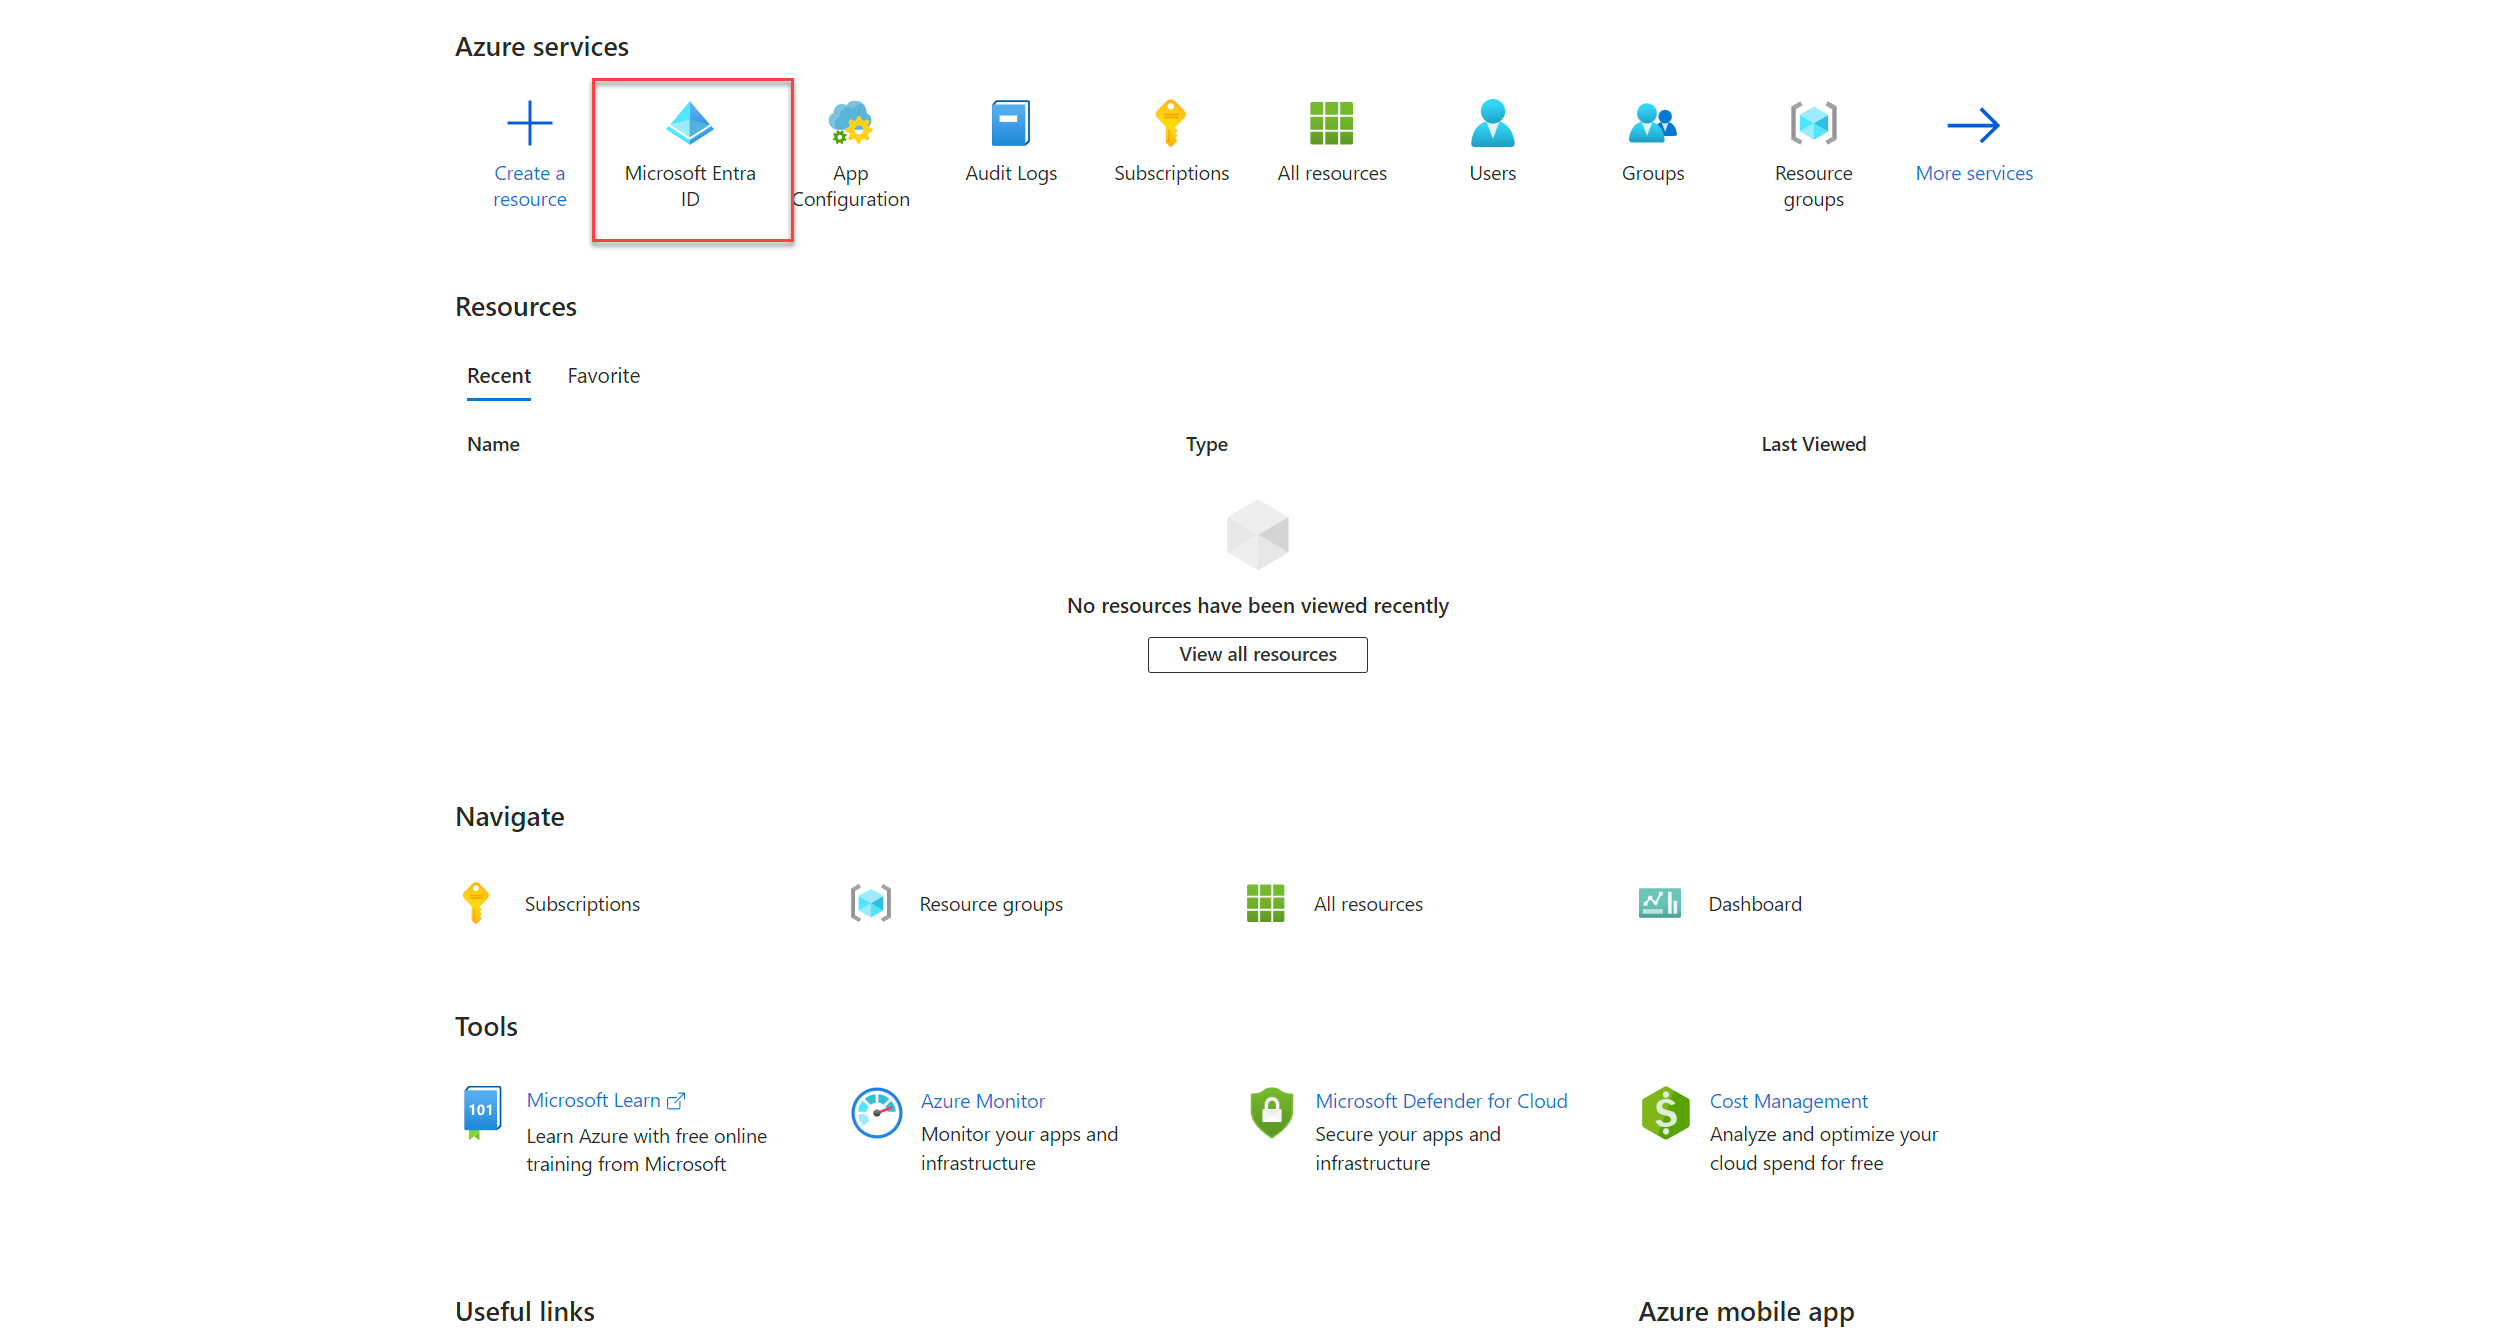 Azure services
Create a
resource
Microsoft Entra
ID
App
Configuration
Audit Logs
Subscriptions
All resources
Users
Groups
Resource
groups
More services
Resources
Recent
Favorite
Name
Type
Last Viewed
No resources have been viewed recently
View all resources
Navigate
Subscriptions
Resource groups
All resources
Dashboard
Tools
101
Microsoft Learn
Learn Azure with free online
training from Microsoft
Azure Monitor
Monitor your apps and
infrastructure
Microsoft Defender for Cloud
Secure your apps and
infrastructure
Cost Management
Analyze and optimize your
cloud spend for free
Useful links
Azure mobile app